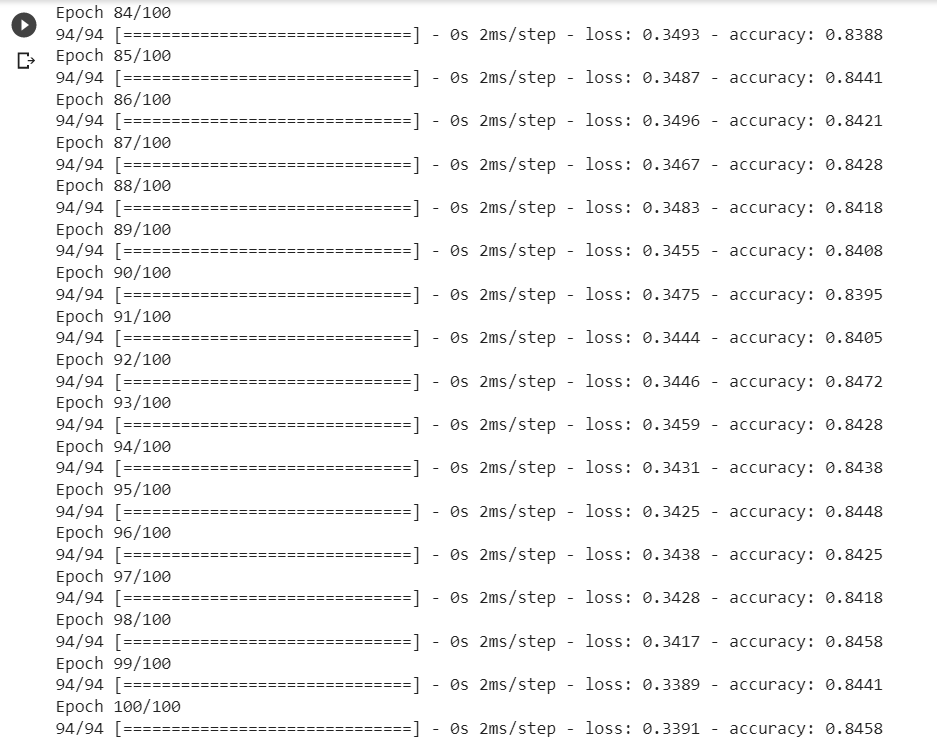 Epoch 84/100
94/94 [==============================] - 0s 2ms/step - loss: 0.3493 - accuracy: 0.8388
Epoch 85/100
94/94 [==============================] - 0s 2ms/step - loss: 0.3487 - accuracy: 0.8441
Epoch 86/100
94/94 [==============================] - 0s 2ms/step - loss: 0.3496 - accuracy: 0.8421
Epoch 87/100
94/94 [==============================] - 0s 2ms/step - loss: 0.3467 - accuracy: 0.8428
Epoch 88/100
94/94 [==============================] - 0s 2ms/step - loss: 0.3483 - accuracy: 0.8418
Epoch 89/100
94/94 [==============================] - 0s 2ms/step - loss: 0.3455 - accuracy: 0.8408
Epoch 90/100
94/94 [==============================] - 0s 2ms/step - loss: 0.3475 - accuracy: 0.8395
Epoch 91/100
94/94 [==============================] - 0s 2ms/step - loss: 0.3444 - accuracy: 0.8405
Epoch 92/100
94/94 [==============================] - 0s 2ms/step - loss: 0.3446 - accuracy: 0.8472
Epoch 93/100
94/94 [==============================] - 0s 2ms/step - loss: 0.3459 - accuracy: 0.8428
Epoch 94/100
94/94 [==============================] - 0s 2ms/step - loss: 0.3431 - accuracy: 0.8438
Epoch 95/100
94/94 [==============================] - 0s 2ms/step - loss: 0.3425 - accuracy: 0.8448
Epoch 96/100
94/94 [==============================] - 0s 2ms/step - loss: 0.3438 - accuracy: 0.8425
Epoch 97/100
94/94 [==============================] - 0s 2ms/step - loss: 0.3428 - accuracy: 0.8418
Epoch 98/100
94/94 [==============================] - 0s 2ms/step - loss: 0.3417 - accuracy: 0.8458
Epoch 99/100
94/94 [==============================] - 0s 2ms/step - loss: 0.3389 - accuracy: 0.8441
Epoch 100/100
94/94 [==============================] - 0s 2ms/step - loss: 0.3391 - accuracy: 0.8458